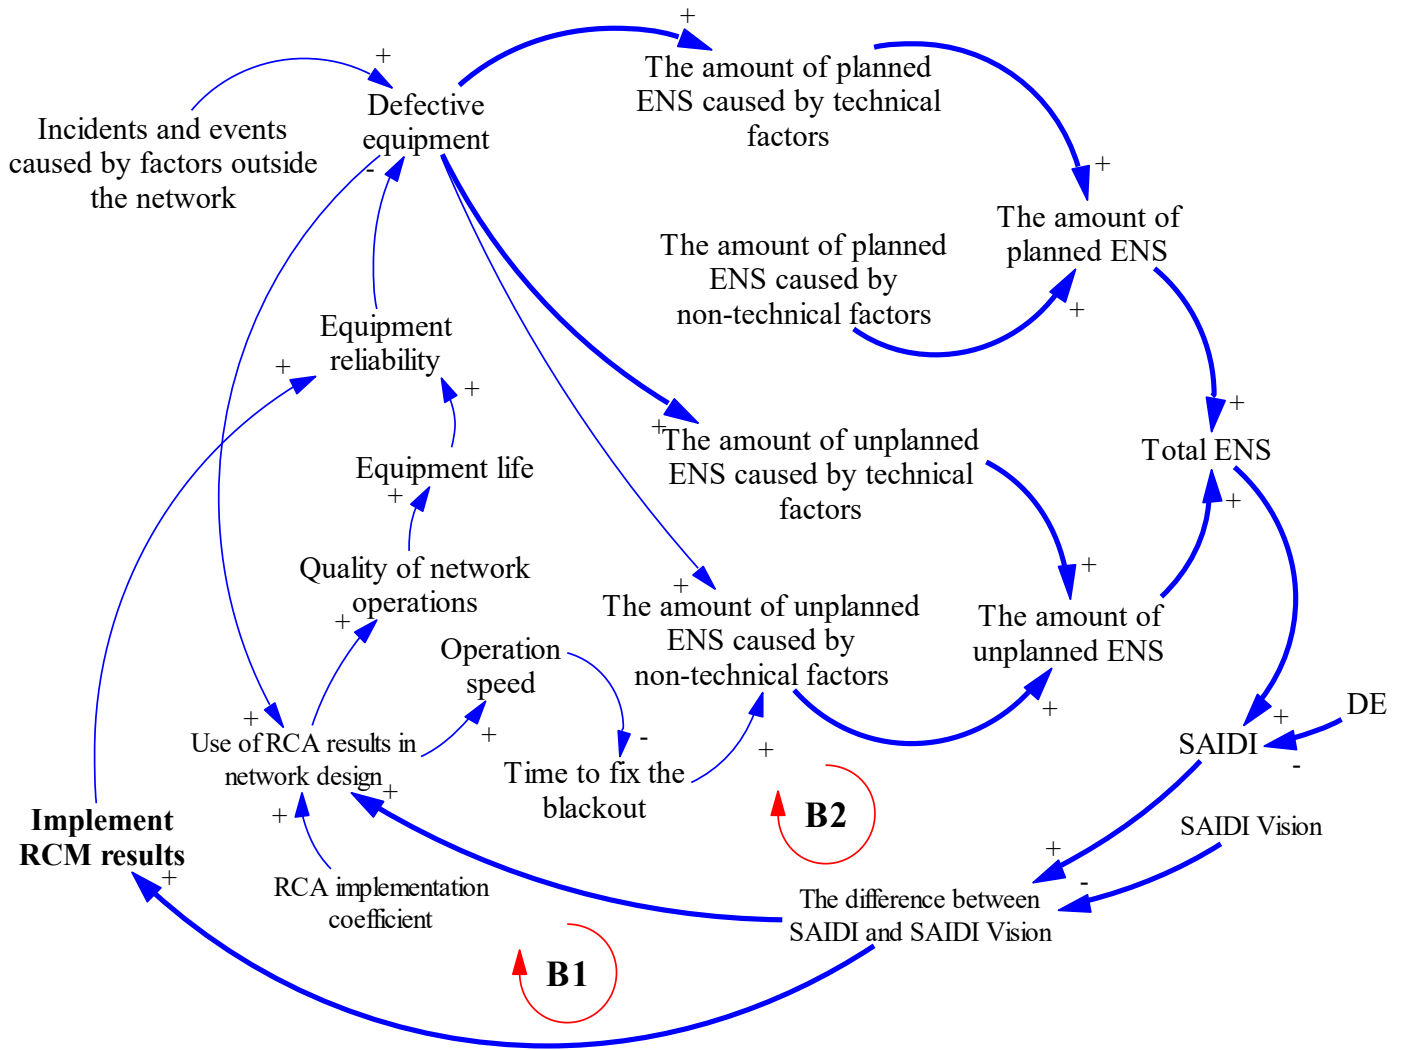 +
+
The amount of planned
ENS caused by technical
factors
Defective
equipment
Incidents and events
caused by factors outside
the network
-
+
The amount of
planned ENS
The amount of planned
ENS caused by
non-technical factors
+
Equipment
reliability
+
+
+
+
The amount of unplanned
ENS caused by technical
factors
Total ENS
Equipment life
+
+
Quality of network
operations
+
+
The amount of unplanned
ENS caused by
non-technical factors
The amount of
unplanned ENS
+
Operation
speed
+
+
DE
+
-
+
+
Use of RCA results in
network design
SAIDI
-
Time to fix the
blackout
+
+
+
B2
Implement
RCM results
SAIDI Vision
+
-
+
RCA implementation
coefficient
The difference between
SAIDI and SAIDI Vision
B1